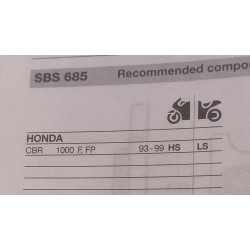 SBS 685 Recommended compo
HONDA
CBR 1000 F, FP 93-99 HS LS